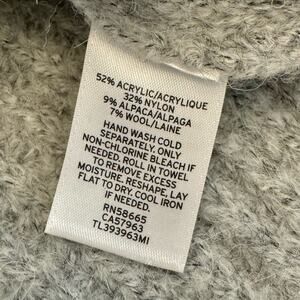 52% ACRYLIC/ACRYLIQUE
32% NYLON
9% ALPACA/ALPAGA
7% WOOL/LAINE
HAND WASH COLD
SEPARATELY. ONLY
NON-CHLORINE BLEACH IF
NEEDED. ROLL IN TOWEL
TO REMOVE EXCESS
MOISTURE. RESHAPE, LAY
FLAT TO DRY. COOL IRON
IF NEEDED.
RN58665
CA57963
TL393963MI